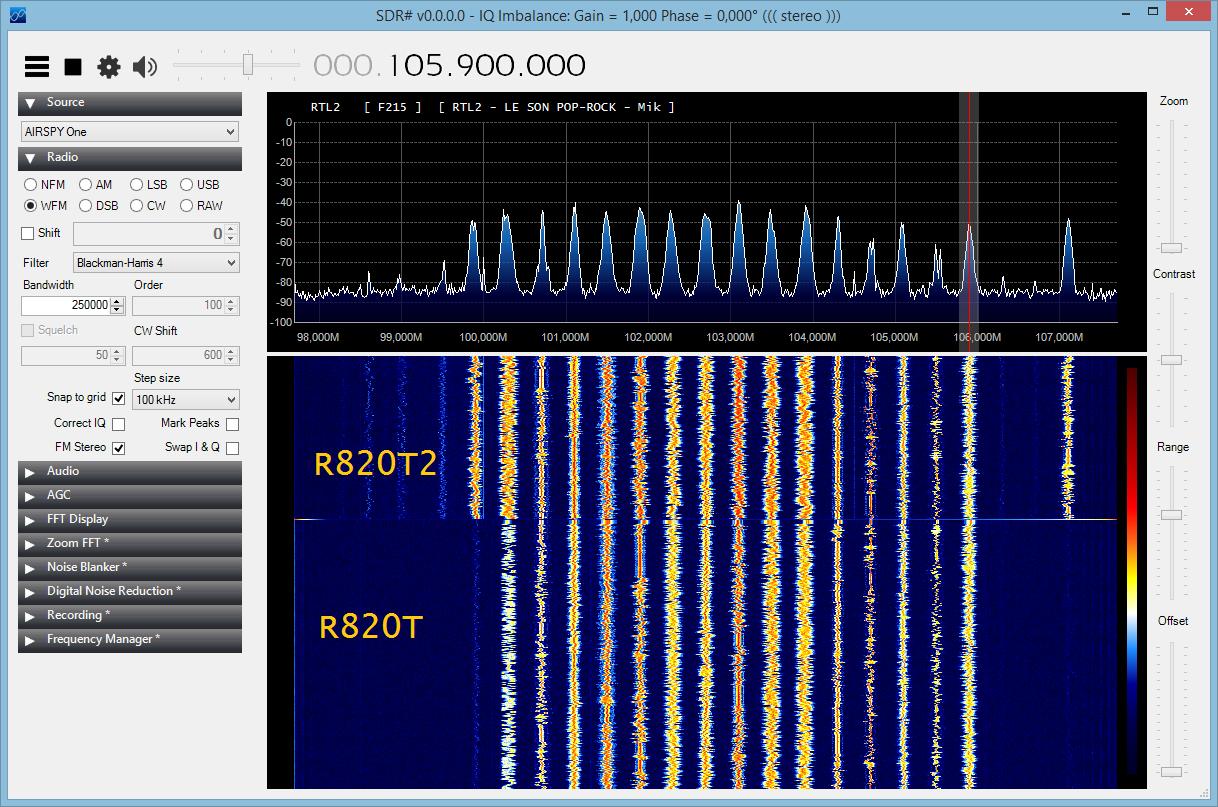 SDR# v0.0.0.0 - IQ Imbalance: Gain = 1,000 Phase = 0,000° ((( stereo )))
000.105.900.000
Source
AIRSPY One
Radio
NFM AM LSB USB
WFM DSB CW RAW
Shift 0
Filter Blackman-Harris 4
Bandwidth Order
250000 100
Squelch CW Shift
50 600
Step size
Snap to grid 100 kHz
Correct IQ Mark Peaks
FM Stereo Swap I & Q
Audio
AGC
FFT Display
Zoom FFT *
Noise Blanker *
Digital Noise Reduction *
Recording *
Frequency Manager *
RTL2 [ F215 ] [ RTL2 - LE SON POP-ROCK - Mik ]
0
-10
-20
-30
-40
-50
-60
-70
-80
-90
-100
98,000M 99,000M 100,000M 101,000M 102,000M 103,000M 104,000M 105,000M 106,000M 107,000M
R820T2
R820T
Zoom
Contrast
Range
Offset